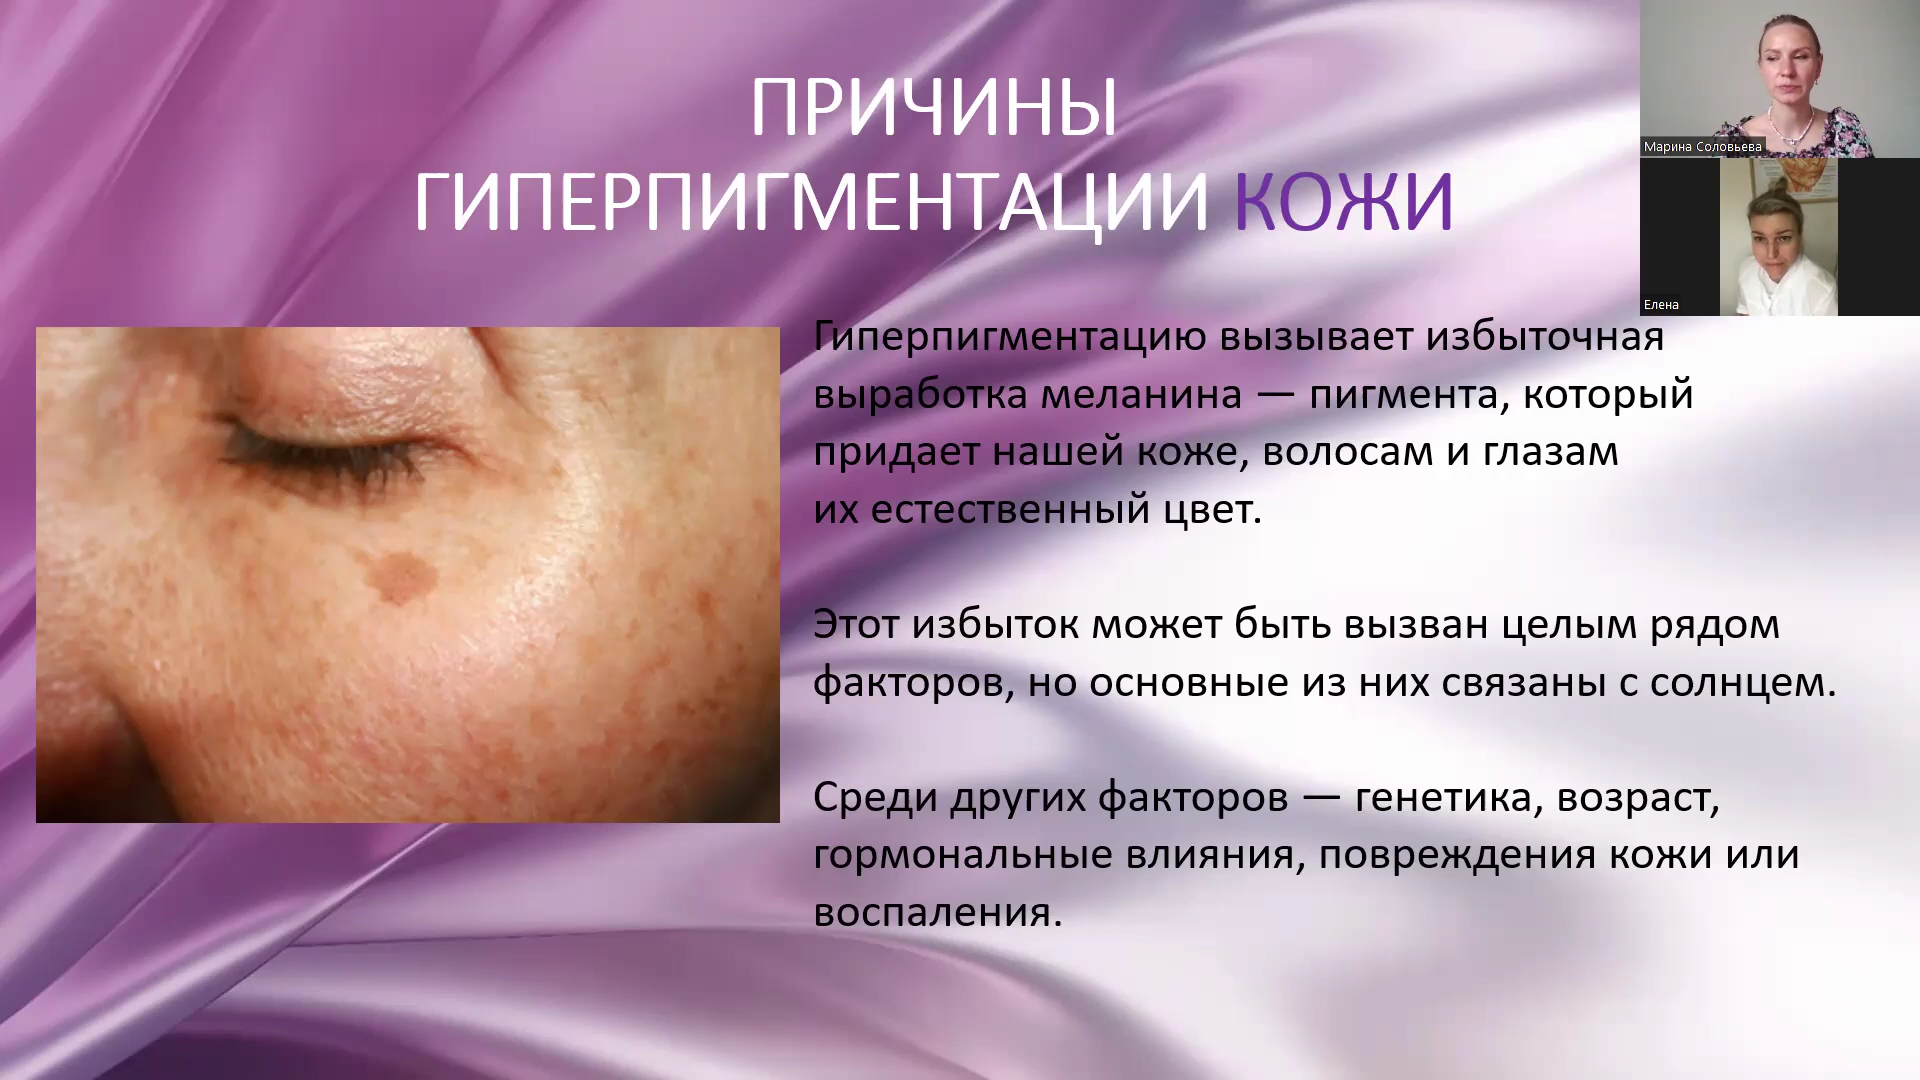 ПРИЧИНЫ
ГИПЕРПИГМЕНТАЦИИ КОЖИ
Марина Соловьева
Елена
Гиперпигментацию вызывает избыточная
выработка меланина — пигмента, который
придает нашей коже, волосам и глазам
их естественный цвет.
Этот избыток может быть вызван целым рядом
факторов, но основные из них связаны с солнцем.
Среди других факторов — генетика, возраст,
гормональные влияния, повреждения кожи или
воспаления.